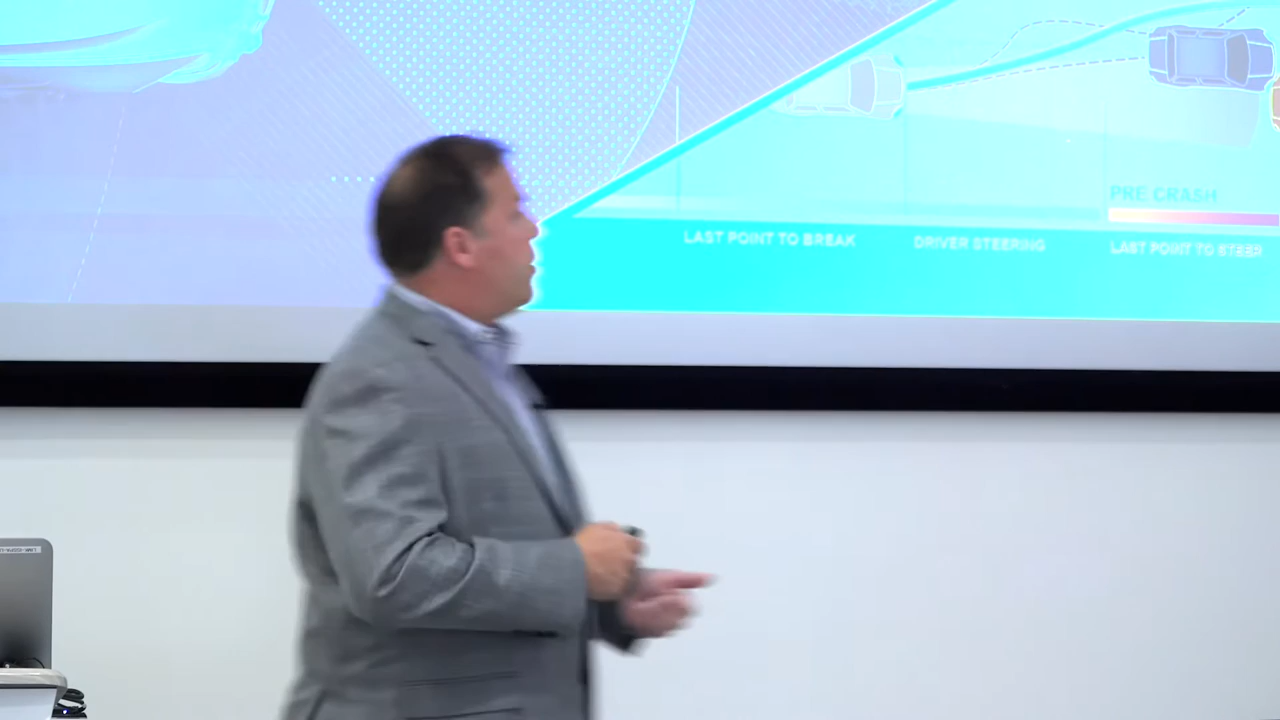 PRE CRASH
LAST POINT TO BREAK
DRIVER STEERING
LAST POINT TO STEER